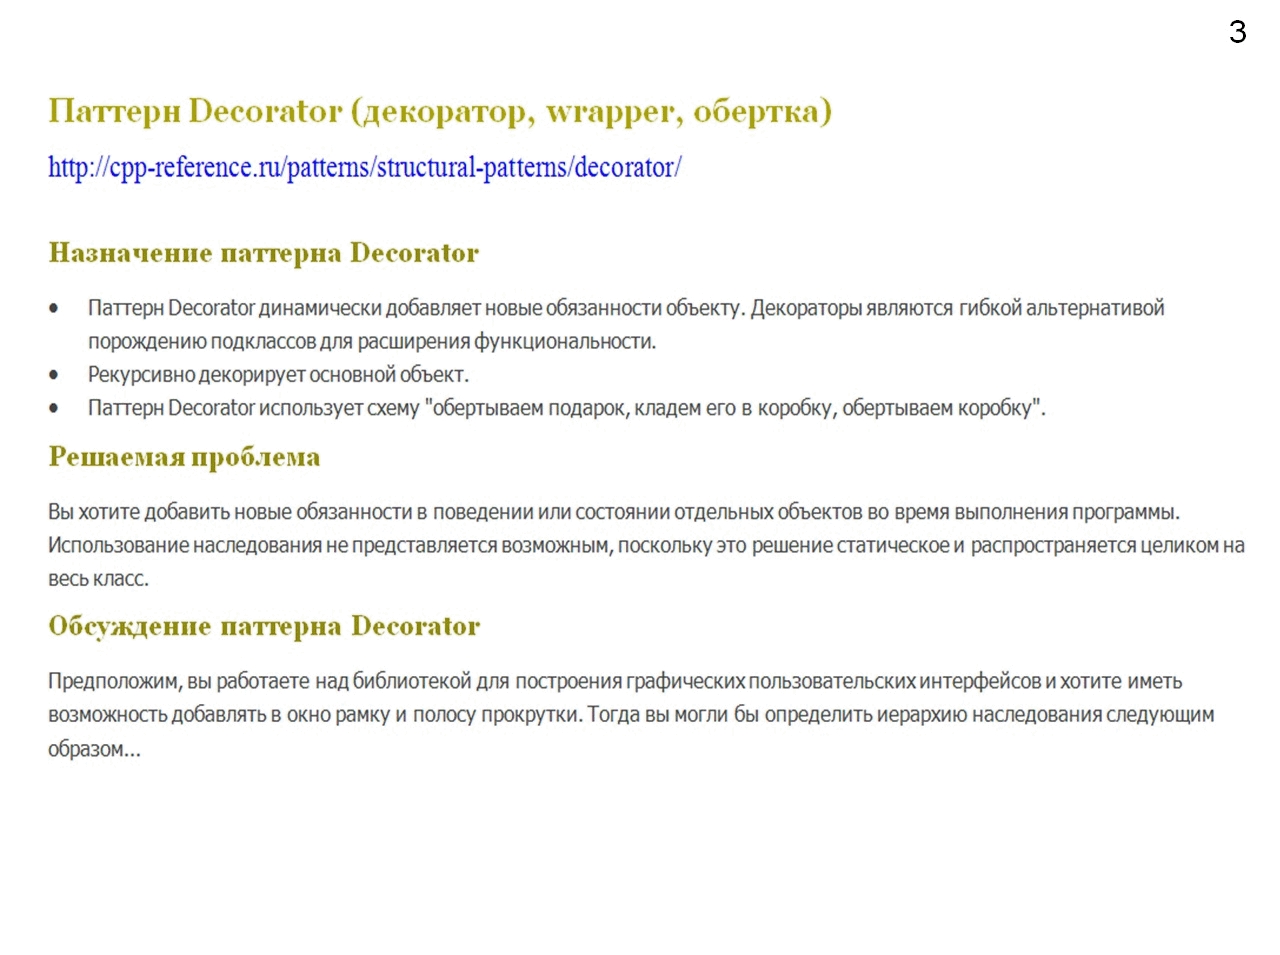 3
Паттерн Decorator (декоратор, wrapper, обертка)
http://cpp-reference.ru/patterns/structural-patterns/decorator/
Назначение паттерна Decorator
• Паттерн Decorator динамически добавляет новые обязанности объекту. Декораторы являются гибкой альтернативой
порождению подклассов для расширения функциональности.
• Рекурсивно декорирует основной объект.
• Паттерн Decorator использует схему "обертываем подарок, кладем его в коробку, обертываем коробку".
Решаемая проблема
Вы хотите добавить новые обязанности в поведении или состоянии отдельных объектов во время выполнения программы.
Использование наследования не представляется возможным, поскольку это решение статическое и распространяется целиком на
весь класс.
Обсуждение паттерна Decorator
Предположим, вы работаете над библиотекой для построения графических пользовательских интерфейсов и хотите иметь
возможность добавлять в окно рамку и полосу прокрутки. Тогда вы могли бы определить иерархию наследования следующим
образом...